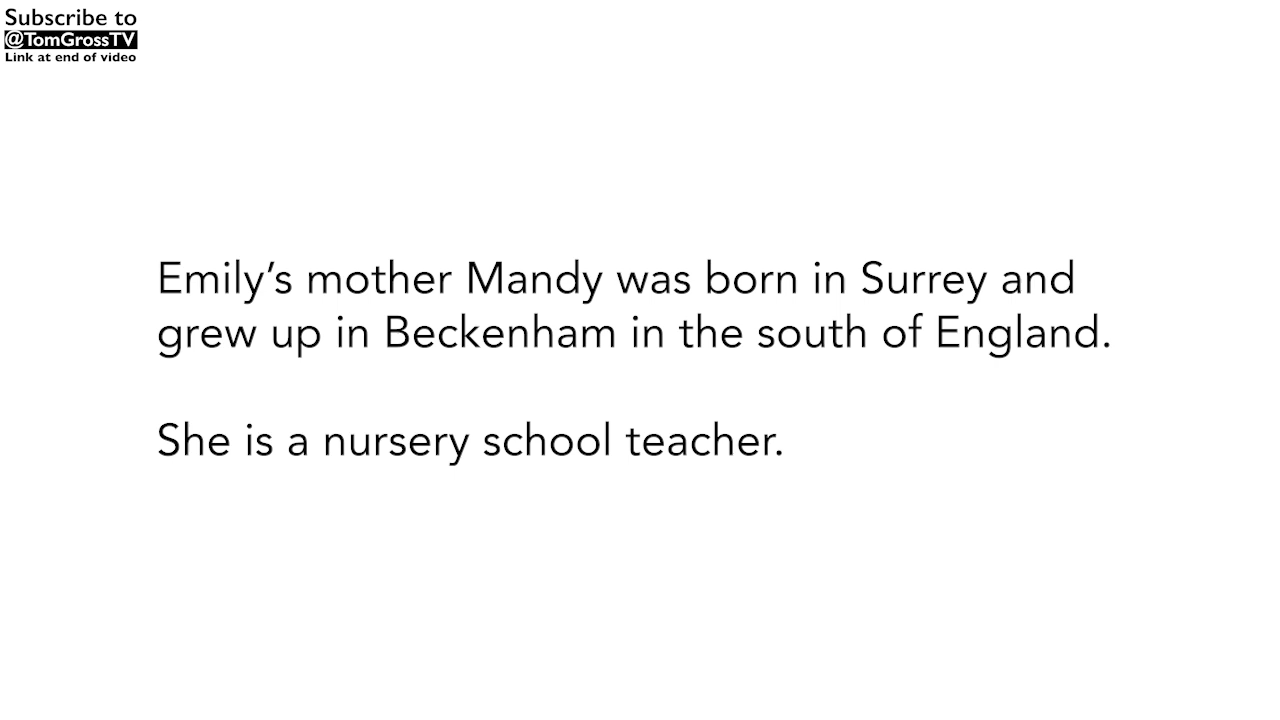 Subscribe to
@TomGrossTV
Link at end of video
Emily’s mother Mandy was born in Surrey and
grew up in Beckenham in the south of England.
She is a nursery school teacher.